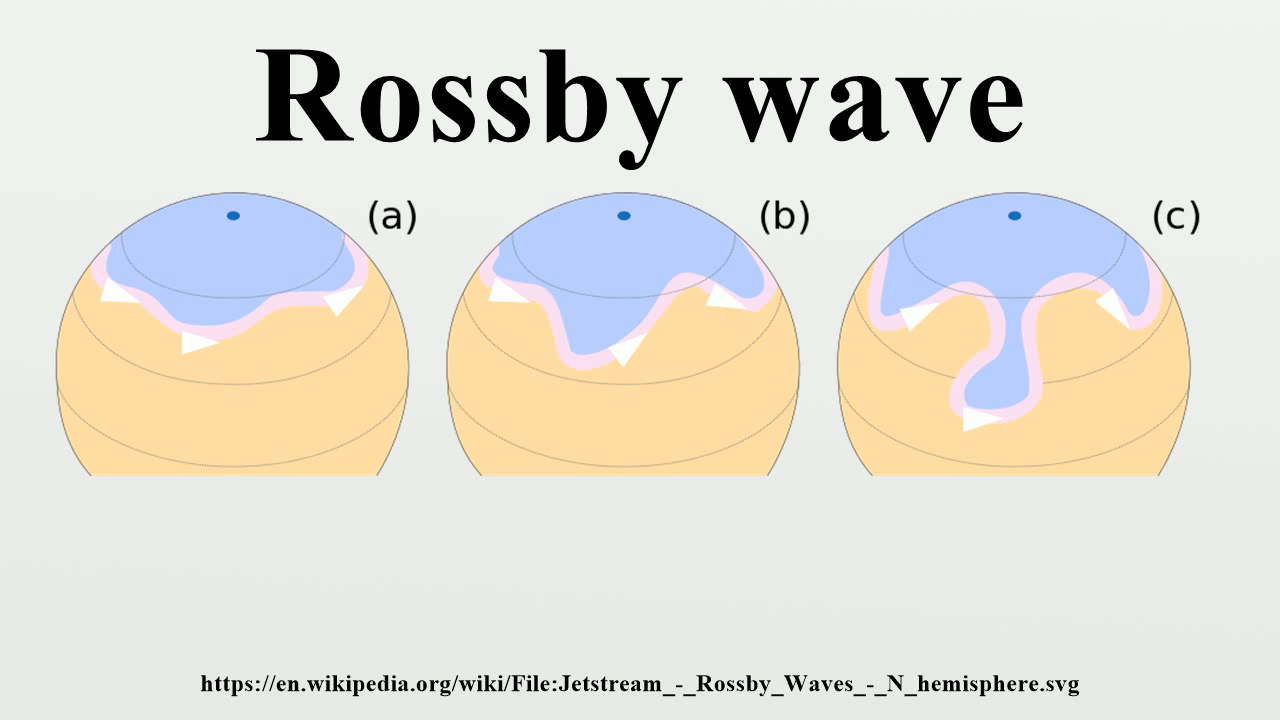 Rossby wave
(a)
(b)
(c)
https://en.wikipedia.org/wiki/File:Jetstream_-_Rossby_Waves_-_N_hemisphere.svg